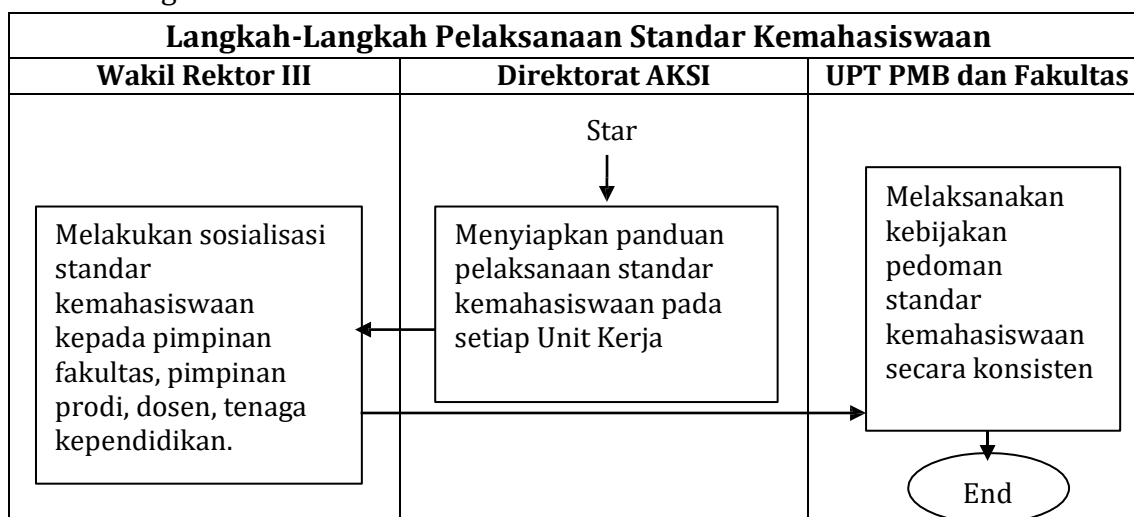 Langkah-Langkah Pelaksanaan Standar Kemahasiswaan
Wakil Rektor III
Direktorat AKSI
UPT PMB dan Fakultas
Melakukan sosialisasi
standar
kemahasiswaan
kepada pimpinan
fakultas, pimpinan
prodi, dosen, tenaga
kependidikan.
Star
Menyiapkan panduan
pelaksanaan standar
kemahasiswaan pada
setiap Unit Kerja
Melaksanakan
kebijakan
pedoman
standar
kemahasiswaan
secara konsisten
End